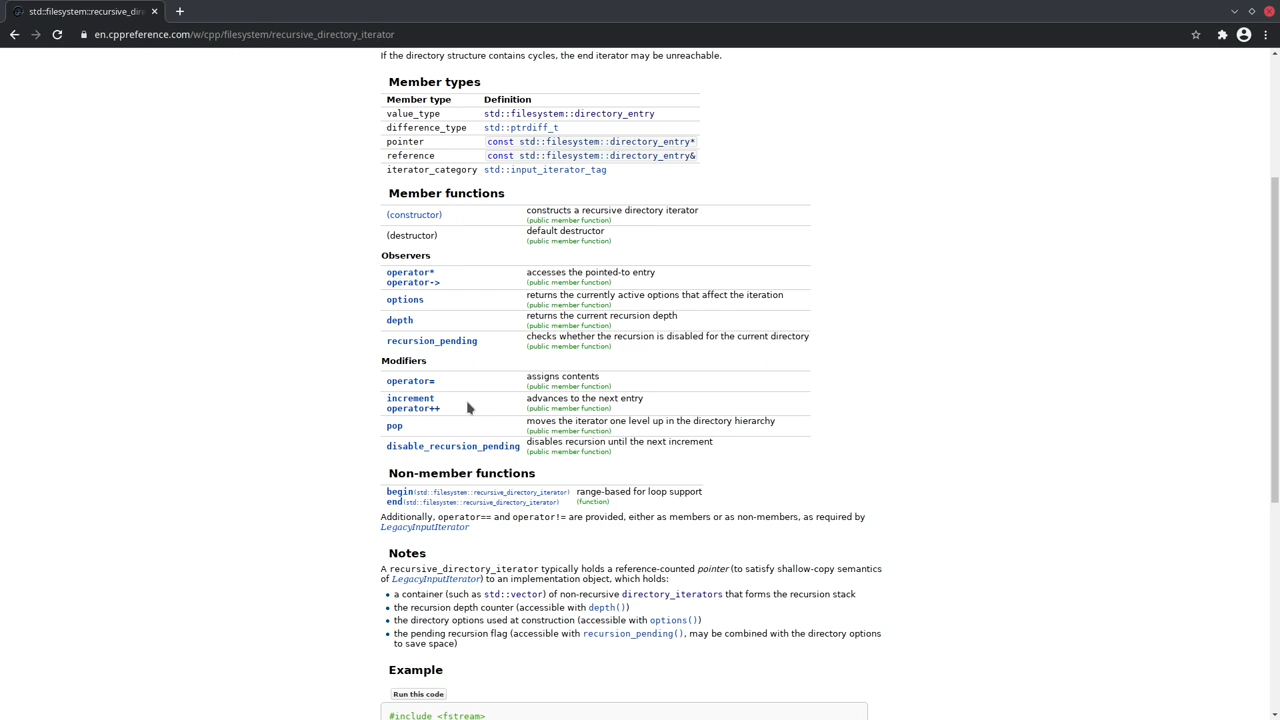 std::filesystem::recursive_dire
en.cppreference.com/w/cpp/filesystem/recursive_directory_iterator
If the directory structure contains cycles, the end iterator may be unreachable.
Member types
Member type Definition
value_type std::filesystem::directory_entry
difference_type std::ptrdiff_t
pointer const std::filesystem::directory_entry*
reference const std::filesystem::directory_entry&
iterator_category std::input_iterator_tag
Member functions
(constructor) constructs a recursive directory iterator
(public member function)
(destructor) default destructor
(public member function)
Observers
operator* accesses the pointed-to entry
operator-> (public member function)
options returns the currently active options that affect the iteration
(public member function)
depth returns the current recursion depth
(public member function)
recursion_pending checks whether the recursion is disabled for the current directory
(public member function)
Modifiers
operator= assigns contents
(public member function)
increment advances to the next entry
operator++ (public member function)
pop moves the iterator one level up in the directory hierarchy
(public member function)
disable_recursion_pending disables recursion until the next increment
(public member function)
Non-member functions
begin(std::filesystem::recursive_directory_iterator) range-based for loop support
end(std::filesystem::recursive_directory_iterator) (function)
Additionally, operator== and operator!= are provided, either as members or as non-members, as required by
LegacyInputIterator
Notes
A recursive_directory_iterator typically holds a reference-counted pointer (to satisfy shallow-copy semantics
of LegacyInputIterator) to an implementation object, which holds:
• a container (such as std::vector) of non-recursive directory_iterators that forms the recursion stack
• the recursion depth counter (accessible with depth())
• the directory options used at construction (accessible with options())
• the pending recursion flag (accessible with recursion_pending(), may be combined with the directory options
to save space)
Example
Run this code
#include <fstream>